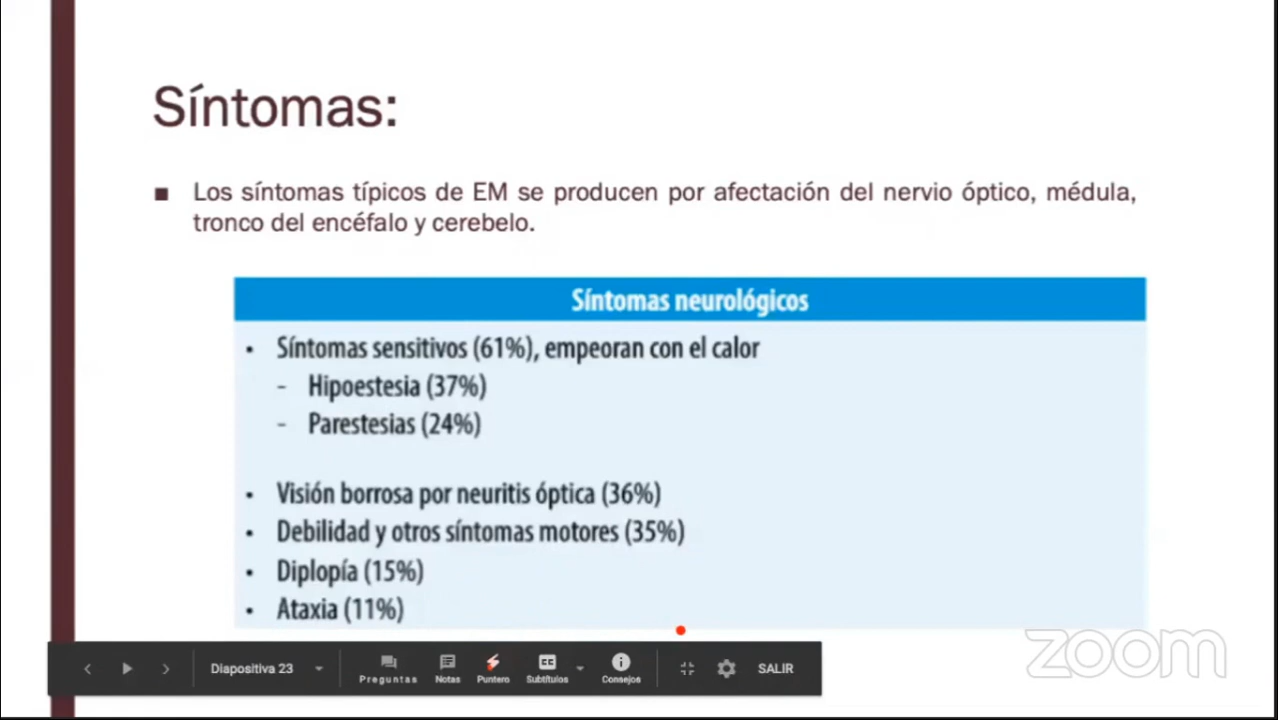 Síntomas:
■ Los síntomas típicos de EM se producen por afectación del nervio óptico, médula,
tronco del encéfalo y cerebelo.
Síntomas neurológicos
• Síntomas sensitivos (61%), empeoran con el calor
- Hipoestesia (37%)
- Parestesias (24%)
• Visión borrosa por neuritis óptica (36%)
• Debilidad y otros síntomas motores (35%)
• Diplopía (15%)
• Ataxia (11%)
zoom
Diapositiva 23 Preguntas Notas Puntero Subtítulos Consejos SALIR